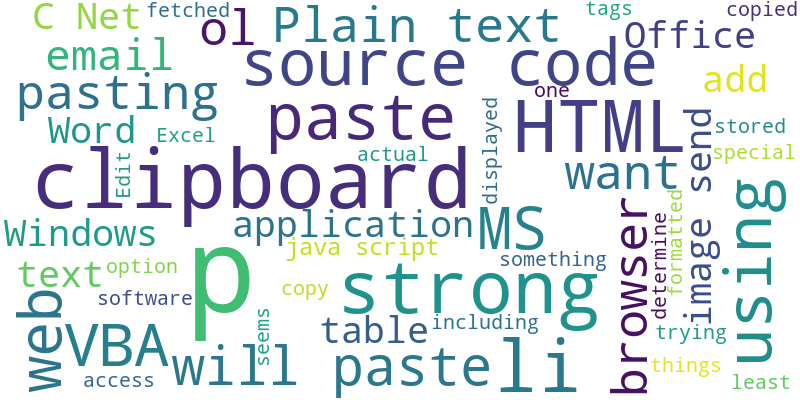 C Net
fetched
ol
Plain text
tags
copied
Office
email
source code
add
pasting
one
Word
Excel
paste
HTML
stored
Edit
clipboard
actual
displayed
want
image send
special
Windows
application
MS
using
text
option
p
java script
something
browser
determine
formatted
web
software
copy
strong
VBA
seems
table
including
trying
access
will
paste
li
things
least